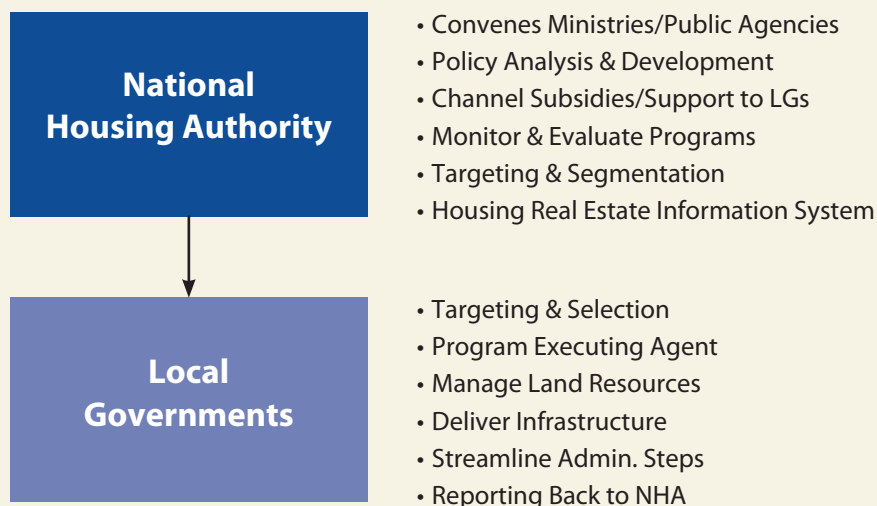 National
Housing Authority
• Convenes Ministries/Public Agencies
• Policy Analysis & Development
• Channel Subsidies/Support to LGs
• Monitor & Evaluate Programs
• Targeting & Segmentation
• Housing Real Estate Information System
Local
Governments
• Targeting & Selection
• Program Executing Agent
• Manage Land Resources
• Deliver Infrastructure
• Streamline Admin. Steps
• Reporting Back to NHA